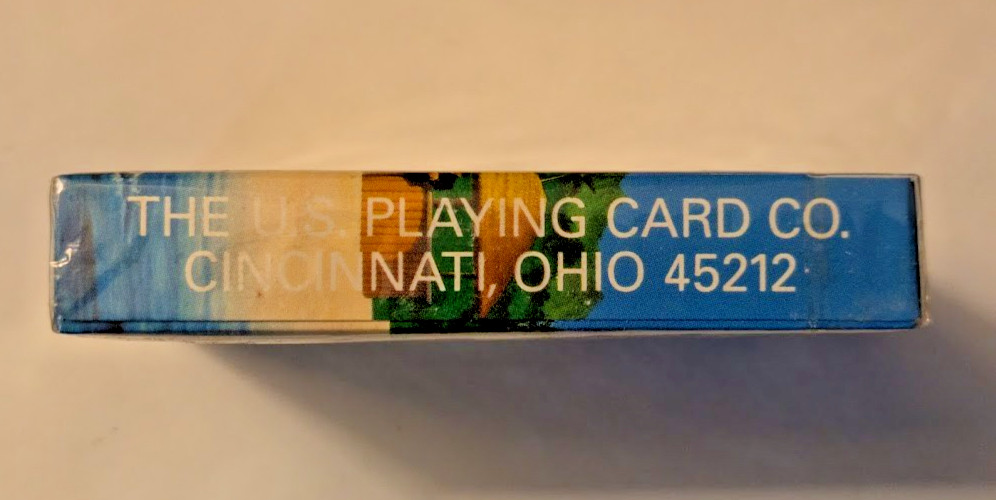 THE U.S. PLAYING CARD CO.
CINCINNATI, OHIO 45212